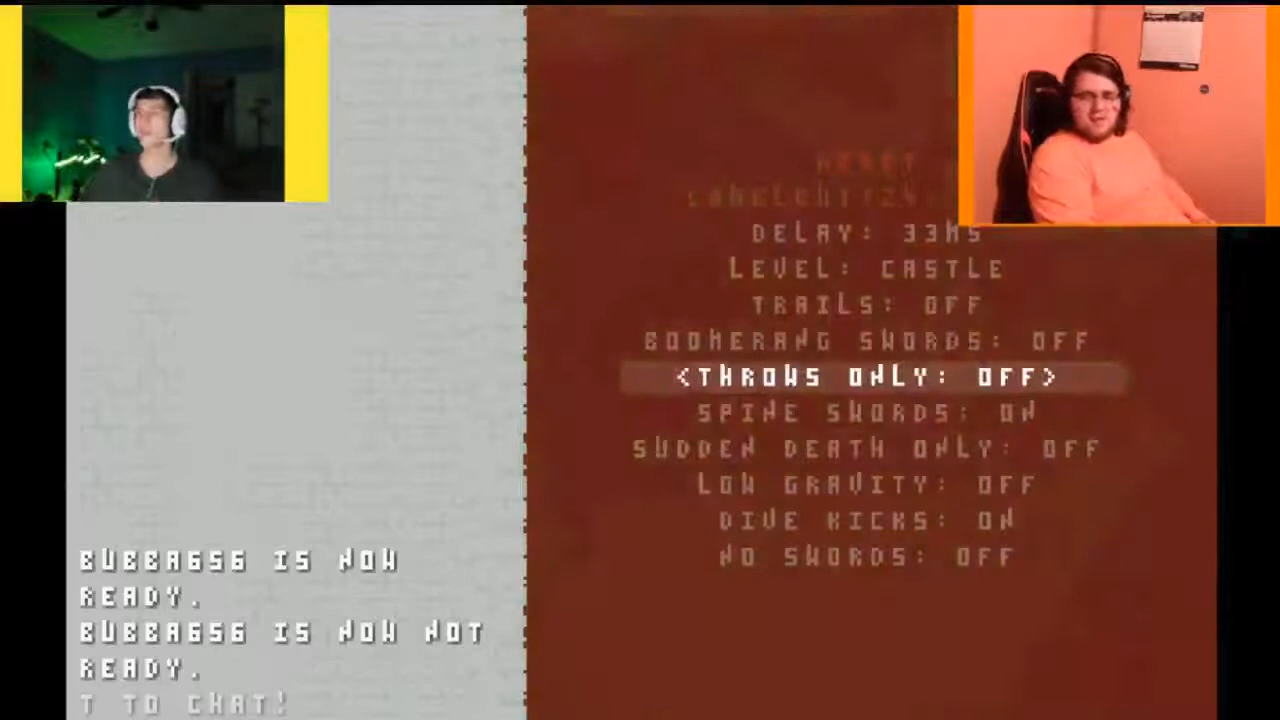 DELAY: 33MS
LEVEL: CASTLE
TRAILS: OFF
BOOMERANG SWORDS: OFF
<THROWS ONLY: OFF>
SPINE SWORDS: ON
SUDDEN DEATH ONLY: OFF
LOW GRAVITY: OFF
DIVE KICKS: ON
NO SWORDS: OFF
BUBBA656 IS NOW
READY.
BUBBA656 IS NOW NOT
READY.
T TO CHAT!